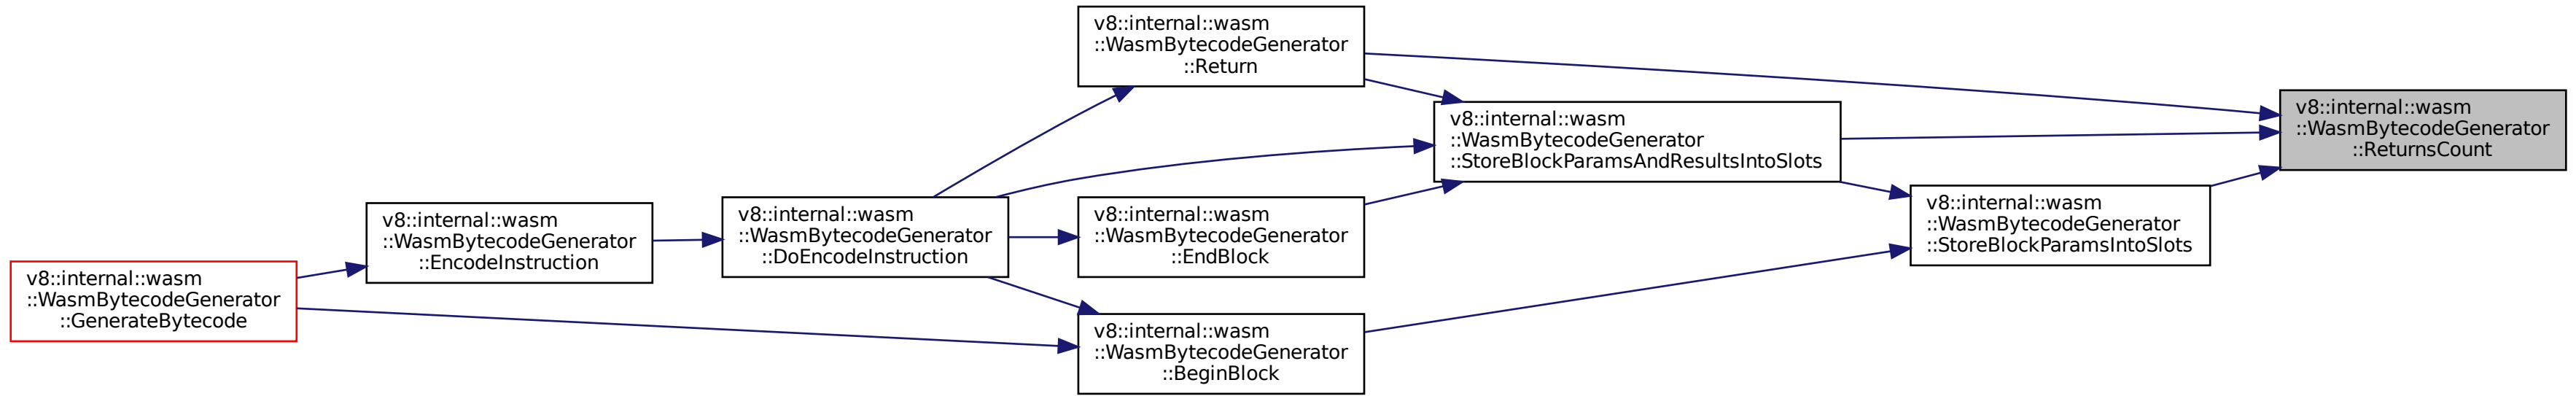 v8::internal::wasm
::WasmBytecodeGenerator
::GenerateBytecode
v8::internal::wasm
::WasmBytecodeGenerator
::EncodeInstruction
v8::internal::wasm
::WasmBytecodeGenerator
::DoEncodeInstruction
v8::internal::wasm
::WasmBytecodeGenerator
::Return
v8::internal::wasm
::WasmBytecodeGenerator
::EndBlock
v8::internal::wasm
::WasmBytecodeGenerator
::BeginBlock
v8::internal::wasm
::WasmBytecodeGenerator
::StoreBlockParamsAndResultsIntoSlots
v8::internal::wasm
::WasmBytecodeGenerator
::StoreBlockParamsIntoSlots
v8::internal::wasm
::WasmBytecodeGenerator
::ReturnsCount